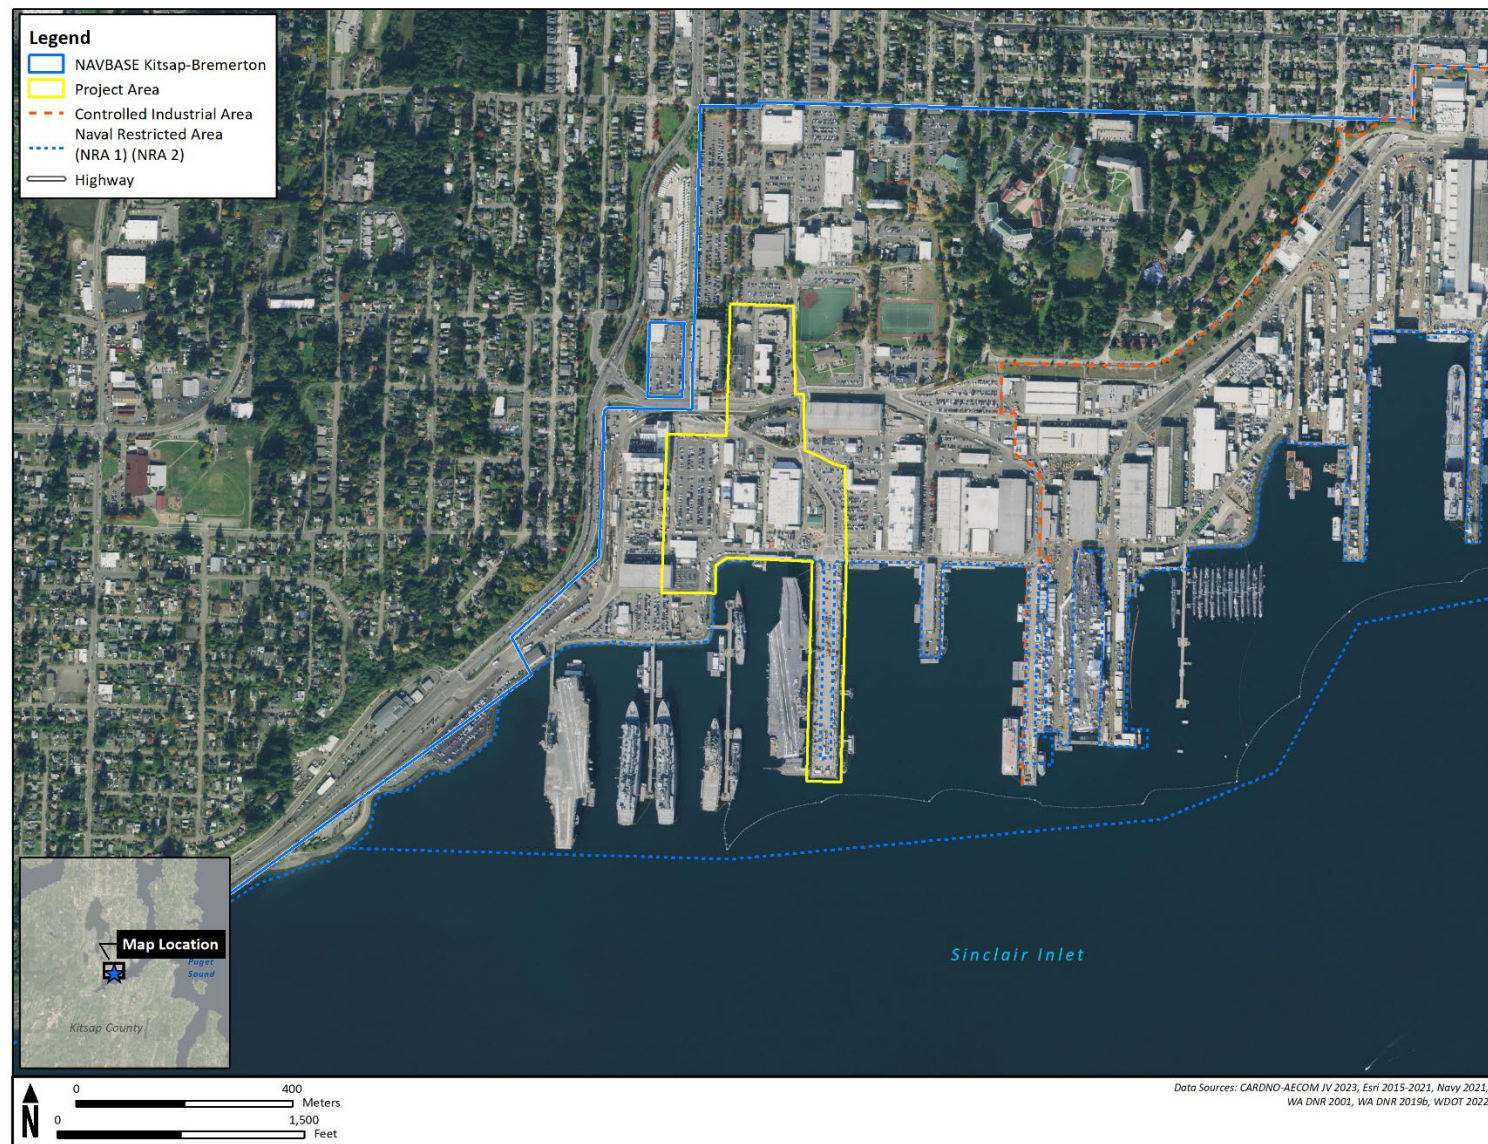 Legend
NAVBASE Kitsap-Bremerton
Project Area
Controlled Industrial Area
Naval Restricted Area
(NRA 1) (NRA 2)
Highway
Map Location
Puget
Sound
Kitsap County
Sinclair Inlet
N
0 400
Meters
0 1,500
Feet
Data Sources: CARDNO-AECOM JV 2023, Esri 2015-2021, Navy 2021,
WA DNR 2001, WA DNR 2019b, WDOT 2022